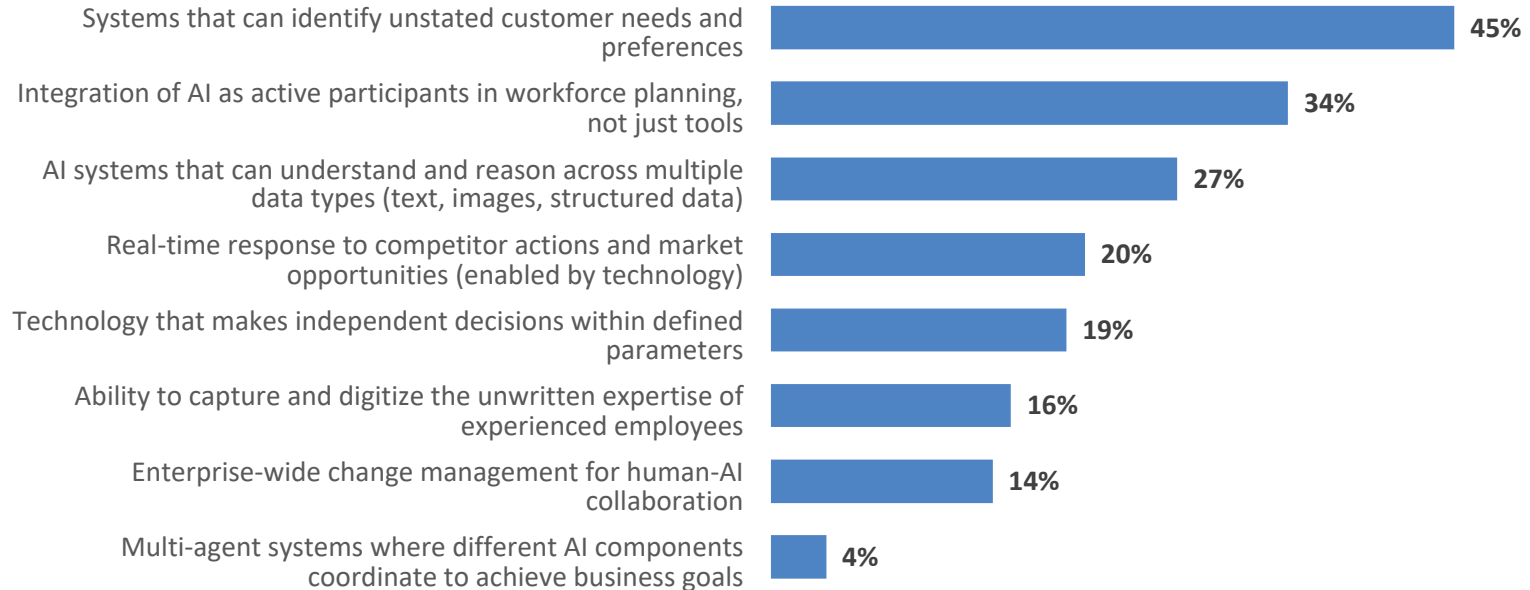 Systems that can identify unstated customer needs and
preferences
45%
Integration of AI as active participants in workforce planning,
not just tools
34%
AI systems that can understand and reason across multiple
data types (text, images, structured data)
27%
Real-time response to competitor actions and market
opportunities (enabled by technology)
20%
Technology that makes independent decisions within defined
parameters
19%
Ability to capture and digitize the unwritten expertise of
experienced employees
16%
Enterprise-wide change management for human-AI
collaboration
14%
Multi-agent systems where different AI components
coordinate to achieve business goals
4%